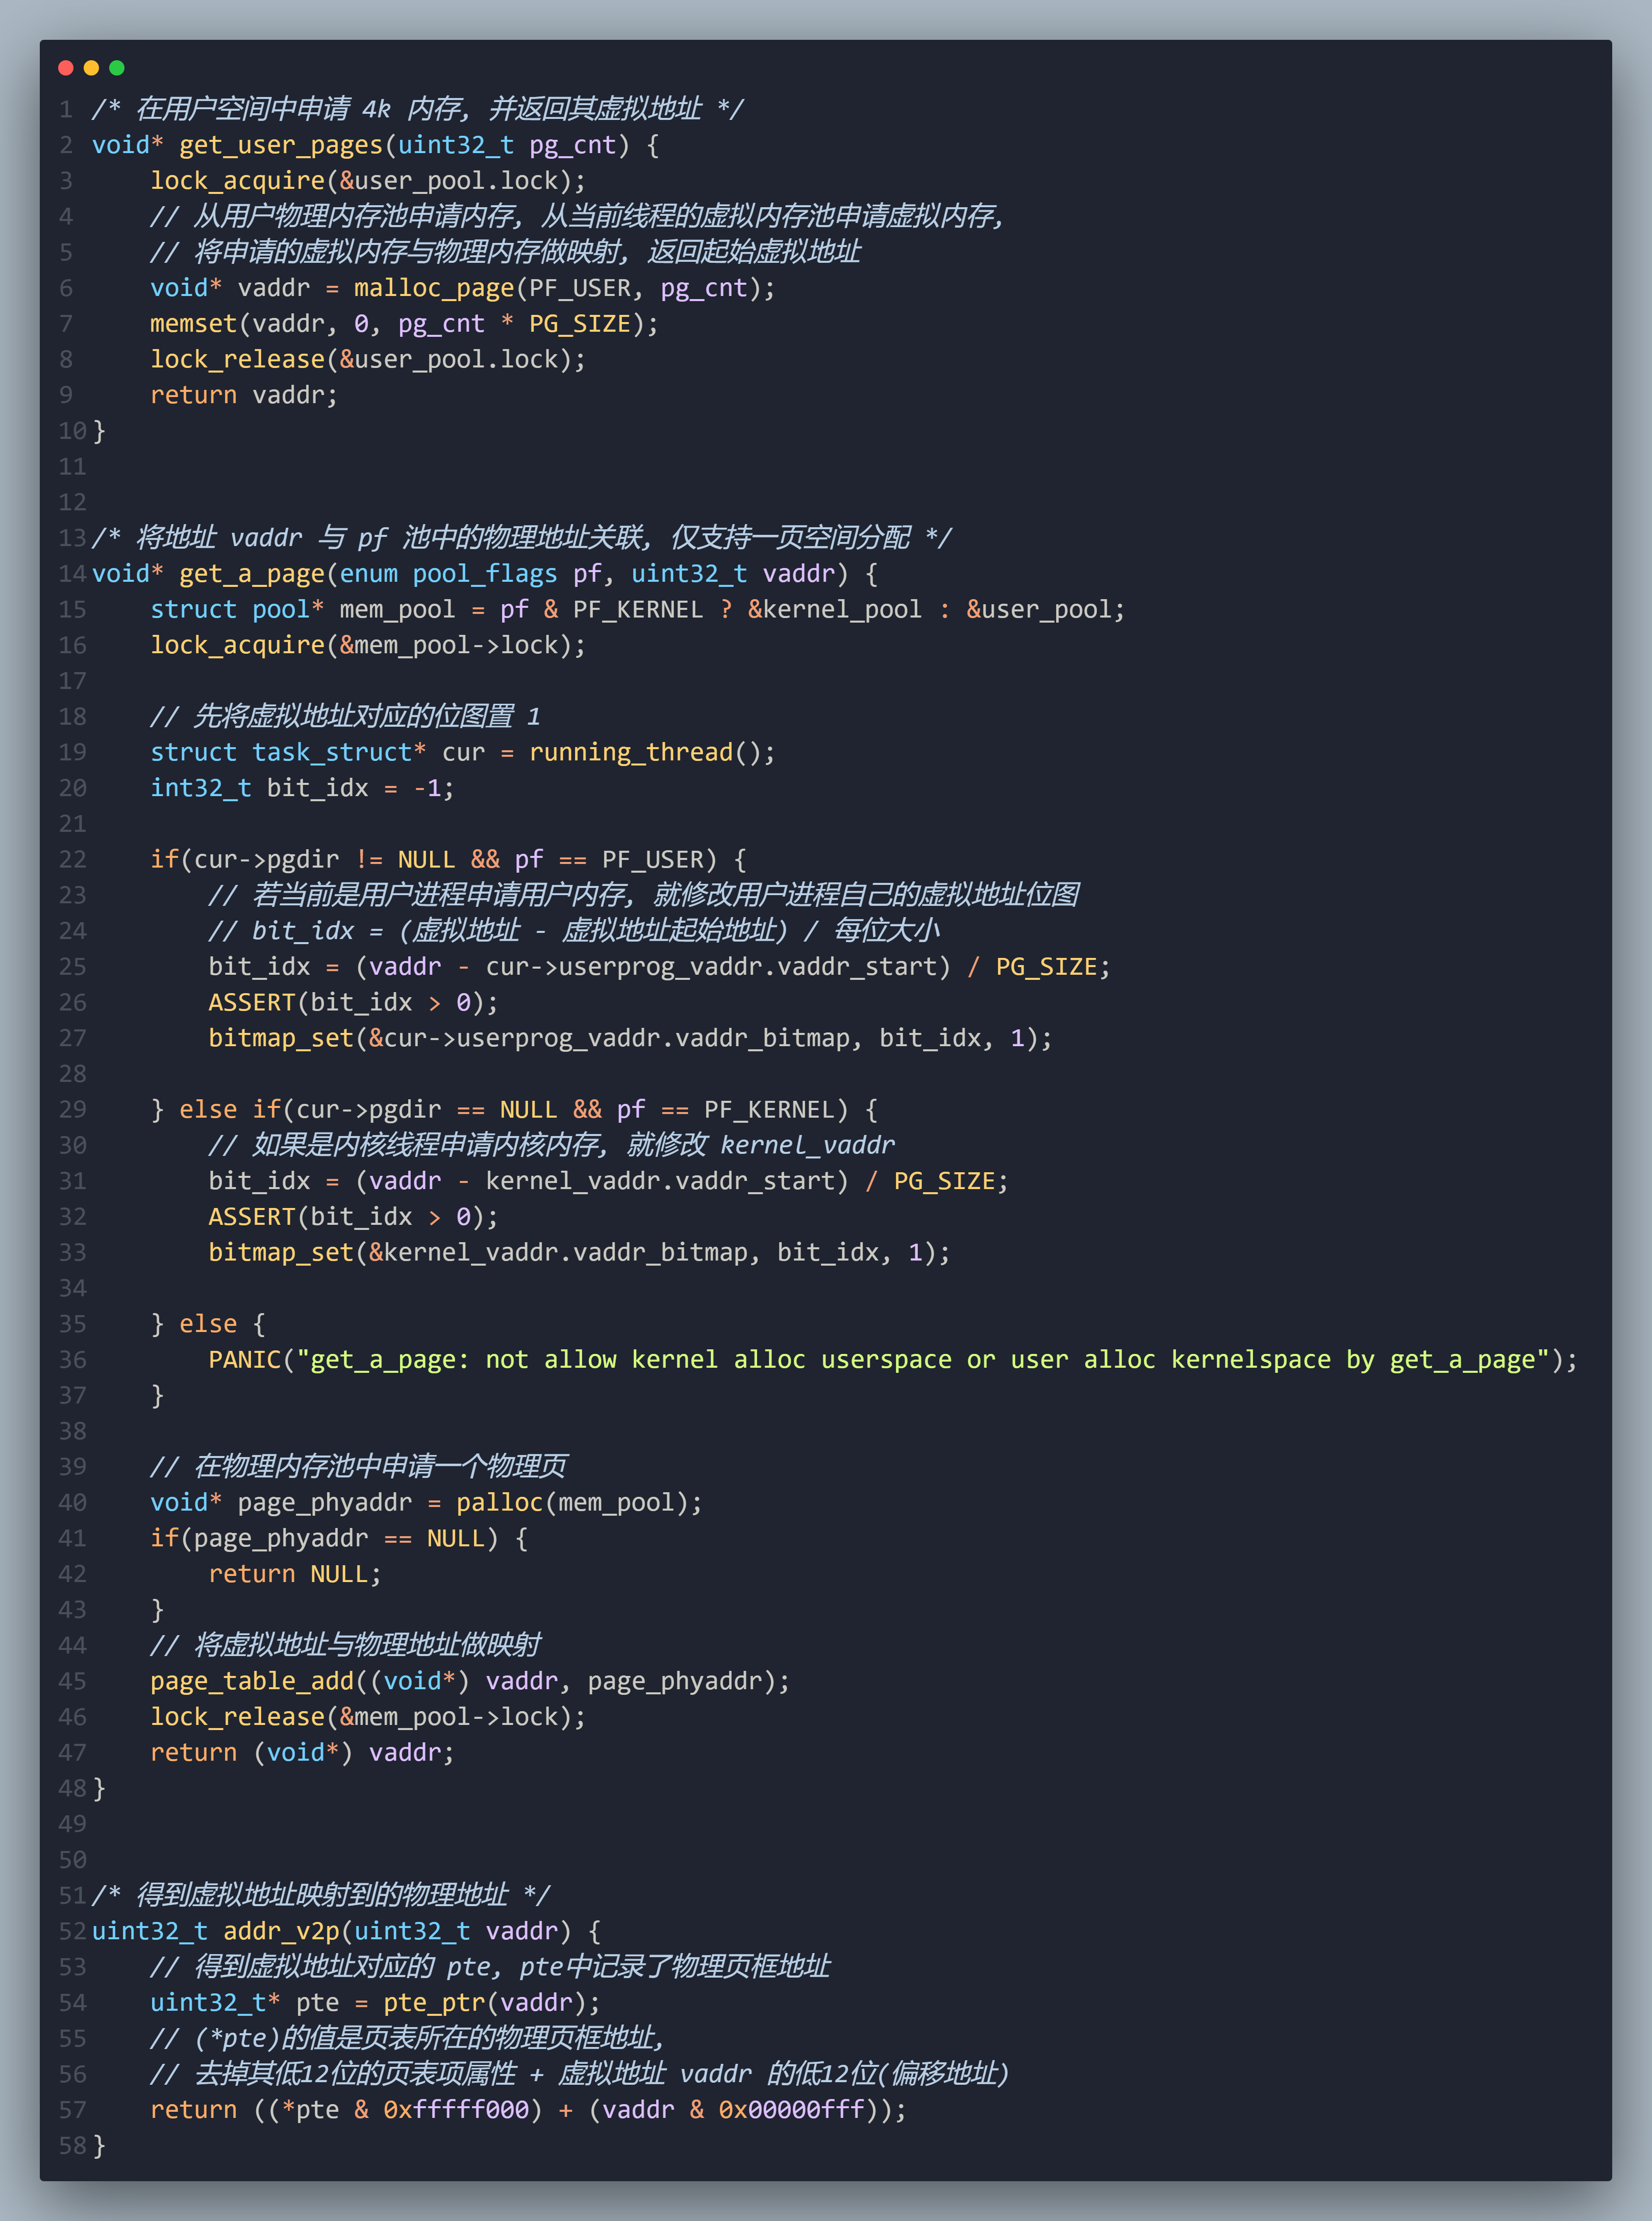 1 /* 在用户空间中申请 4k 内存, 并返回其虚拟地址 */
2 void* get_user_pages(uint32_t pg_cnt) {
3     lock_acquire(&user_pool.lock);
4     // 从用户物理内存池申请内存, 从当前线程的虚拟内存池申请虚拟内存,
5     // 将申请的虚拟内存与物理内存做映射, 返回起始虚拟地址
6     void* vaddr = malloc_page(PF_USER, pg_cnt);
7     memset(vaddr, 0, pg_cnt * PG_SIZE);
8     lock_release(&user_pool.lock);
9     return vaddr;
10 }
11
12
13 /* 将地址 vaddr 与 pf 池中的物理地址关联, 仅支持一页空间分配 */
14 void* get_a_page(enum pool_flags pf, uint32_t vaddr) {
15     struct pool* mem_pool = pf & PF_KERNEL ? &kernel_pool : &user_pool;
16     lock_acquire(&mem_pool->lock);
17
18     // 先将虚拟地址对应的位图置 1
19     struct task_struct* cur = running_thread();
20     int32_t bit_idx = -1;
21
22     if(cur->pgdir != NULL && pf == PF_USER) {
23         // 若当前是用户进程申请用户内存, 就修改用户进程自己的虚拟地址位图
24         // bit_idx = (虚拟地址 - 虚拟地址起始地址) / 每位大小
25         bit_idx = (vaddr - cur->userprog_vaddr.vaddr_start) / PG_SIZE;
26         ASSERT(bit_idx > 0);
27         bitmap_set(&cur->userprog_vaddr.vaddr_bitmap, bit_idx, 1);
28
29     } else if(cur->pgdir == NULL && pf == PF_KERNEL) {
30         // 如果是内核线程申请内核内存, 就修改 kernel_vaddr
31         bit_idx = (vaddr - kernel_vaddr.vaddr_start) / PG_SIZE;
32         ASSERT(bit_idx > 0);
33         bitmap_set(&kernel_vaddr.vaddr_bitmap, bit_idx, 1);
34
35     } else {
36         PANIC("get_a_page: not allow kernel alloc userspace or user alloc kernelspace by get_a_page");
37     }
38
39     // 在物理内存池中申请一个物理页
40     void* page_phyaddr = palloc(mem_pool);
41     if(page_phyaddr == NULL) {
42         return NULL;
43     }
44     // 将虚拟地址与物理地址做映射
45     page_table_add((void*) vaddr, page_phyaddr);
46     lock_release(&mem_pool->lock);
47     return (void*) vaddr;
48 }
49
50
51 /* 得到虚拟地址映射到的物理地址 */
52 uint32_t addr_v2p(uint32_t vaddr) {
53     // 得到虚拟地址对应的 pte, pte中记录了物理页框地址
54     uint32_t* pte = pte_ptr(vaddr);
55     // (*pte)的值是页表所在的物理页框地址,
56     // 去掉其低12位的页表项属性 + 虚拟地址 vaddr 的低12位(偏移地址)
57     return ((*pte & 0xfffff000) + (vaddr & 0x00000fff));
58 }